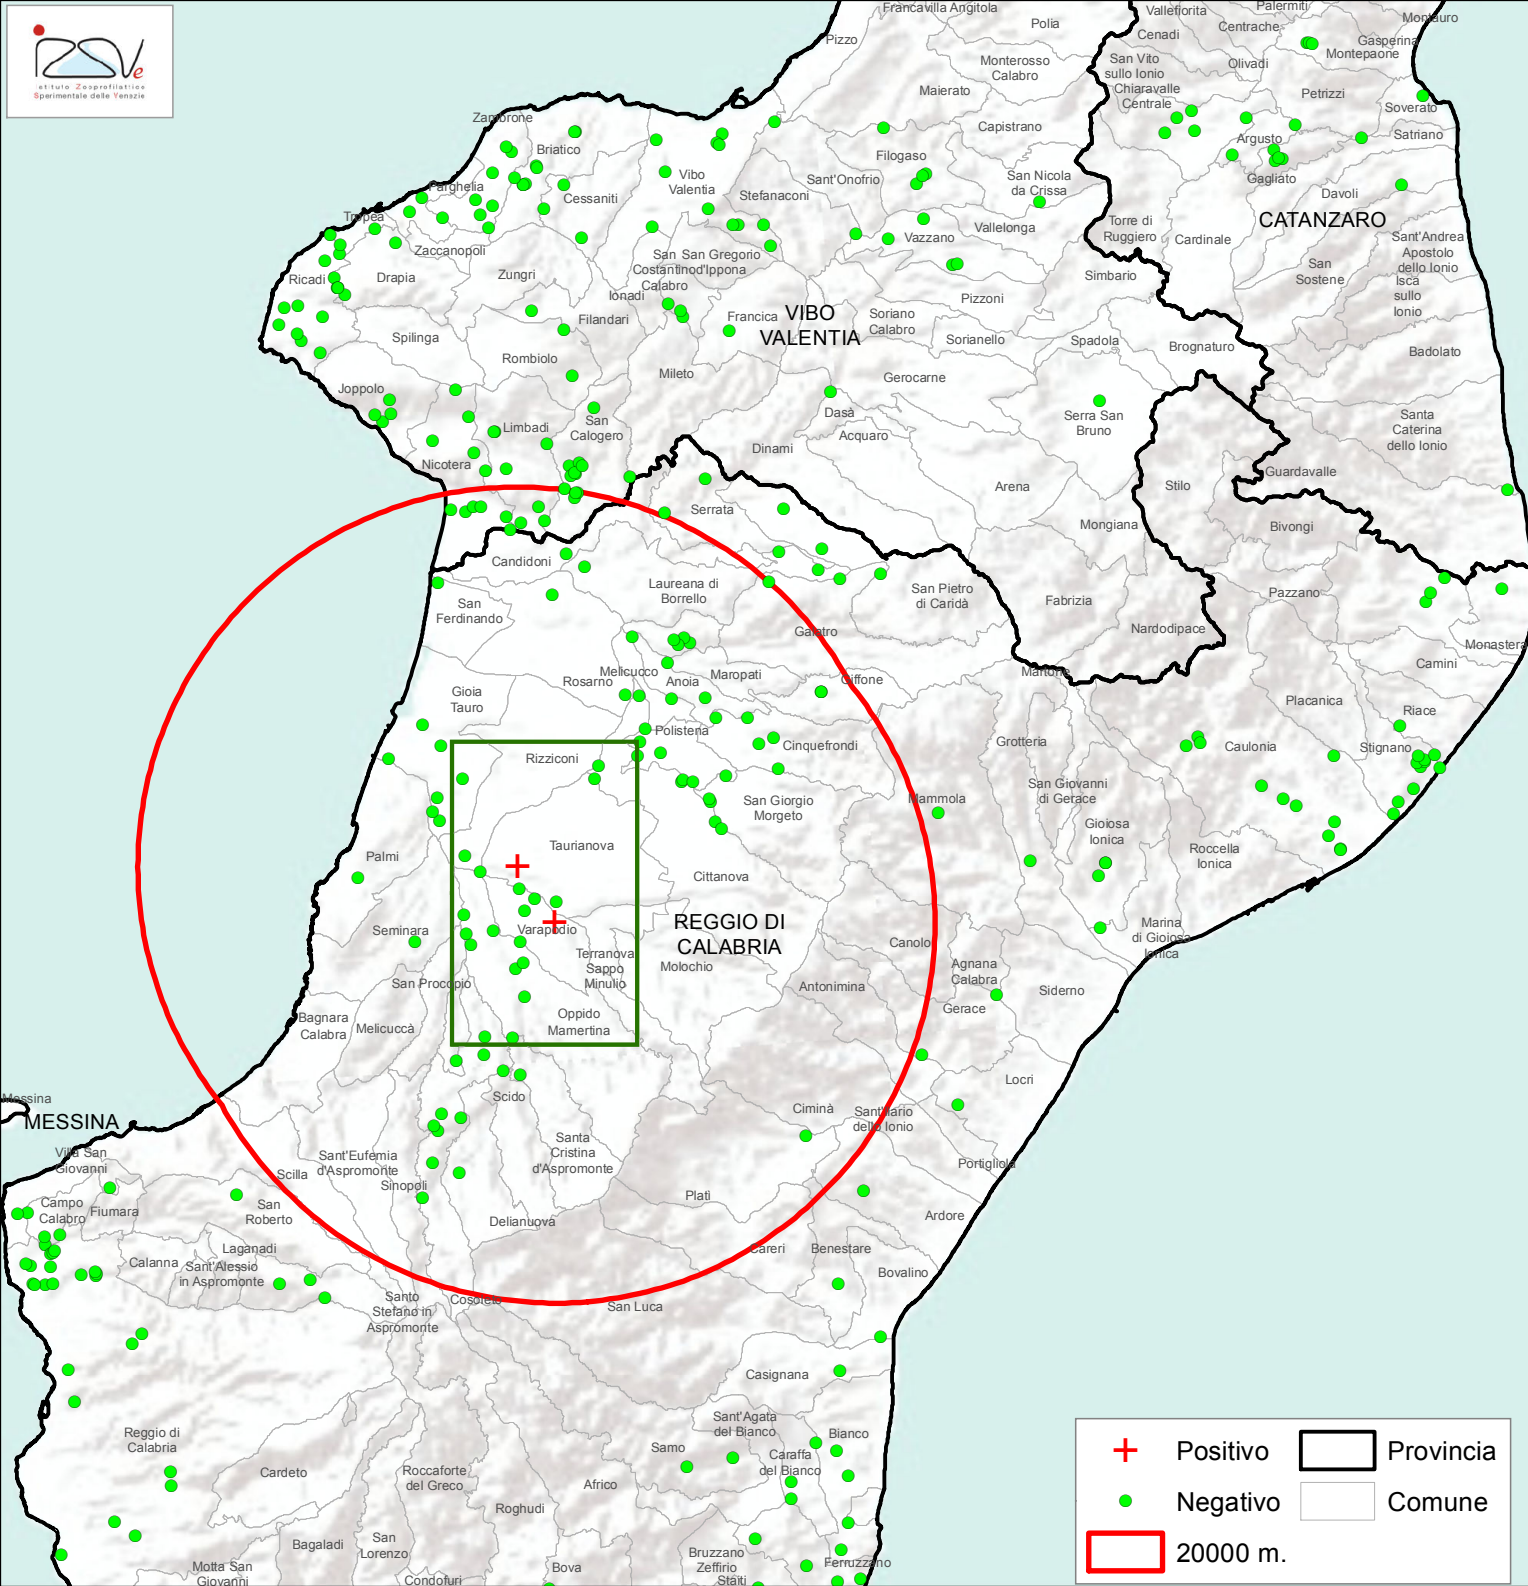 IZSVe
Istituto Zooprofilattico
Sperimentale delle Venezie
Francavilla Angitola
Polia
Pizzo
Monterosso
Calabro
Maierato
Capistrano
Filogaso
Sant'Onofrio
San Nicola
da Crissa
Vallelonga
Vazzano
Pizzoni
Simbario
Vallefiorita
Cenadi
Centrache
Palermiti
Montauro
Gasperina
Montepaone
San Vito
sullo Ionio
Olivadi
Chiaravalle
Centrale
Petrizzi
Soverato
Satriano
Argusto
Gagliato
Davoli
CATANZARO
Torre di
Ruggiero
Cardinale
Sant'Andrea
Apostolo
dello Ionio
San
Sostene
Isca
sullo
Ionio
Badolato
Santa
Caterina
dello Ionio
Guardavalle
Zambrone
Briatico
Parghelia
Cessaniti
Vibo
Valentia
Stefanaconi
Tropea
Zaccanopoli
Ricadi
Drapia
Zungri
San
Costantino
Calabro
San Gregorio
d'Ippona
Ionadi
Filandari
Francica
VIBO
VALENTIA
Soriano
Calabro
Sorianello
Spadola
Brognaturo
Spilinga
Rombiolo
Mileto
Gerocarne
Joppolo
Dasà
Acquaro
Serra San
Bruno
Limbadi
San
Calogero
Dinami
Nicotera
Arena
Stilo
Mongiana
Bivongi
Serrata
Candidoni
Laureana di
Borrello
San Pietro
di Caridà
Fabrizia
Nardodipace
Pazzano
Monasterа
Camini
San
Ferdinando
Galatro
Melicucco
Rosarno
Anoia
Maropati
Giffone
Martone
Placanica
Riace
Gioia
Tauro
Polistena
Cinquefrondi
Grotteria
Caulonia
Stignano
Rizziconi
San Giorgio
Morgeto
Mammola
San Giovanni
di Gerace
Gioiosa
Ionica
Roccella
Ionica
Palmi
Taurianova
Cittanova
Seminara
Varapodio
REGGIO DI
CALABRIA
Canolo
Marina
di Gioiosa
Ionica
Terranova
Sappo
Minulio
Molochio
Agnana
Calabra
Siderno
San Procopio
Antonimina
Gerace
Bagnara
Calabra
Melicuccà
Oppido
Mamertina
Locri
Messina
MESSINA
Scido
Ciminà
Sant'Ilario
dello Ionio
Villa San
Giovanni
Scilla
Sant'Eufemia
d'Aspromonte
Sinopoli
Santa
Cristina
d'Aspromonte
Portigliola
Campo
Calabro
Fiumara
San
Roberto
Delianuova
Platì
Ardore
Laganadi
Calanna
Sant'Alessio
in Aspromonte
Careri
Benestare
Bovalino
Santo
Stefano in
Aspromonte
Cosoleto
San Luca
Casignana
Reggio di
Calabria
Cardeto
Roccaforte
del Greco
Samo
Sant'Agata
del Bianco
Caraffa
del Bianco
Bianco
Africo
Roghudi
Bagaladi
San
Lorenzo
Motta San
Giovanni
Condofuri
Bova
Bruzzano
Zeffirio
Staiti
Ferruzzano
Positivo
Provincia
Negativo
Comune
20000 m.